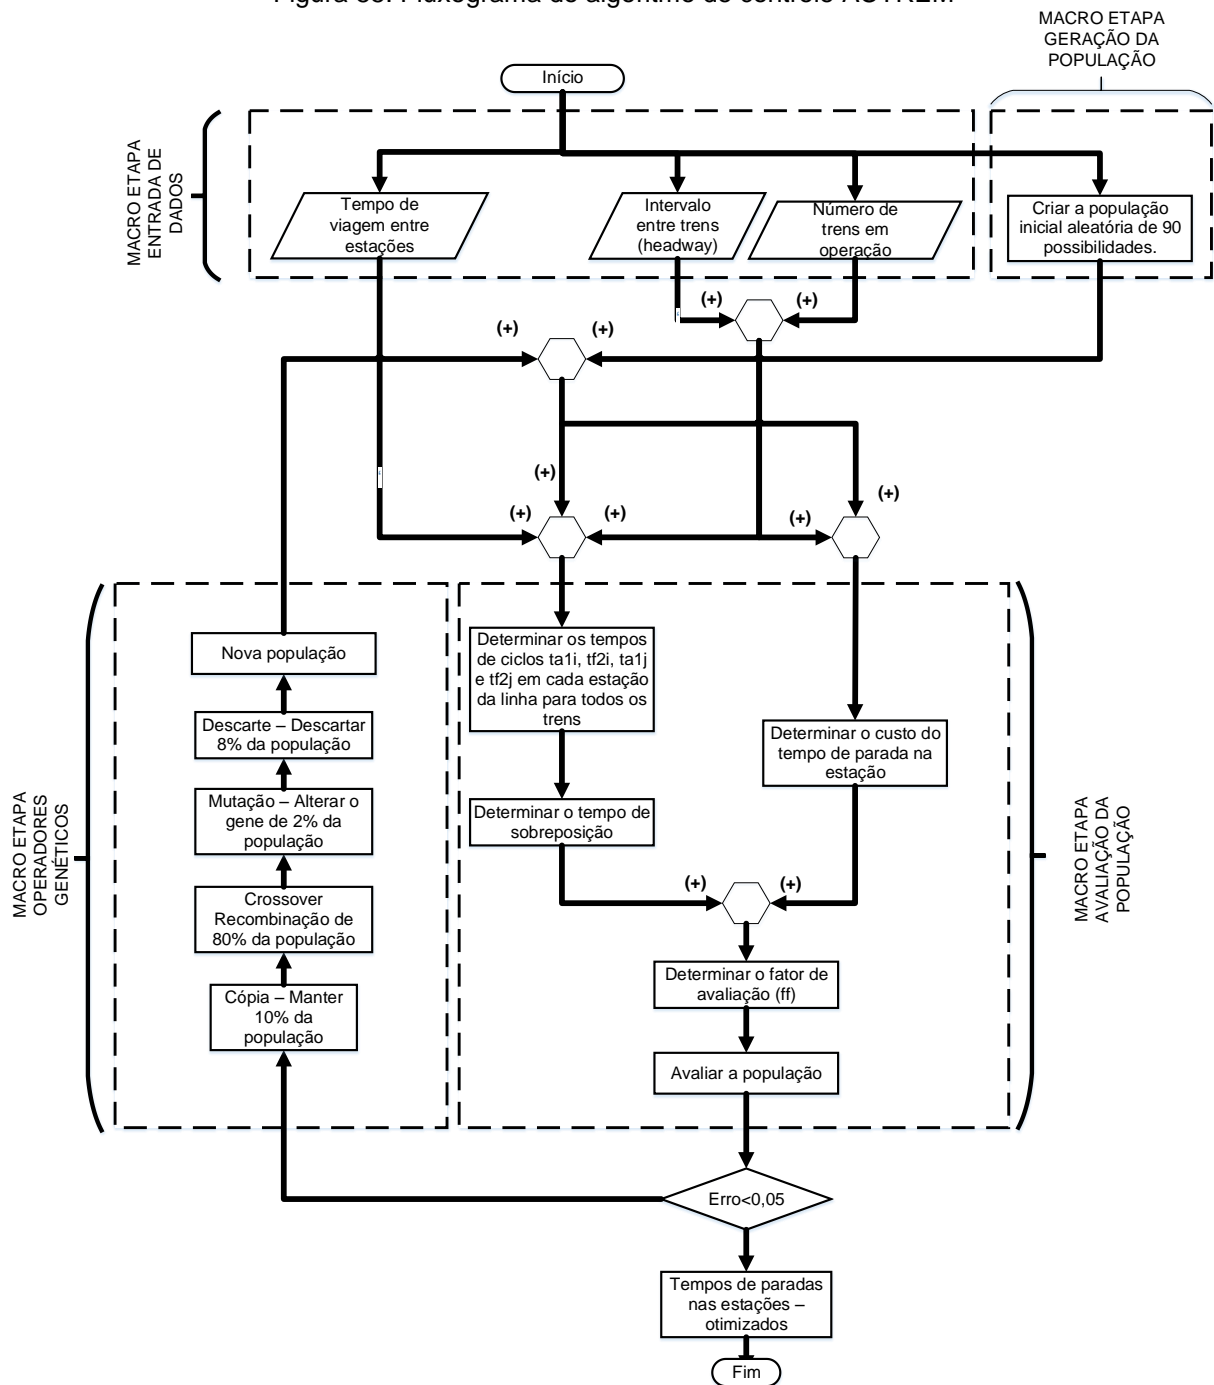 MACRO ETAPA
GERAÇÃO DA
POPULAÇÃO
Início
MACRO ETAPA
ENTRADA DE
DADOS
Tempo de
viagem entre
estações
Intervalo
entre trens
(headway)
Número de
trens em
operação
Criar a população
inicial aleatória de 90
possibilidades.
(+)
(+)
(+)
(+)
(+)
(+)
(+)
(+)
(+)
MACRO ETAPA
OPERADORES
GENÉTICOS
Nova população
Descarte – Descartar
8% da população
Mutação – Alterar o
gene de 2% da
população
Crossover
Recombinação de
80% da população
Cópia – Manter
10% da
população
Determinar os tempos
de ciclos ta1i, tf2i, ta1j
e tf2j em cada estação
da linha para todos os
trens
Determinar o custo do
tempo de parada na
estação
Determinar o tempo de
sobreposição
(+)
(+)
Determinar o fator de
avaliação (ff)
Avaliar a população
MACRO ETAPA
AVALIAÇÃO DA
POPULAÇÃO
Erro<0,05
Tempos de paradas
nas estações –
otimizados
Fim